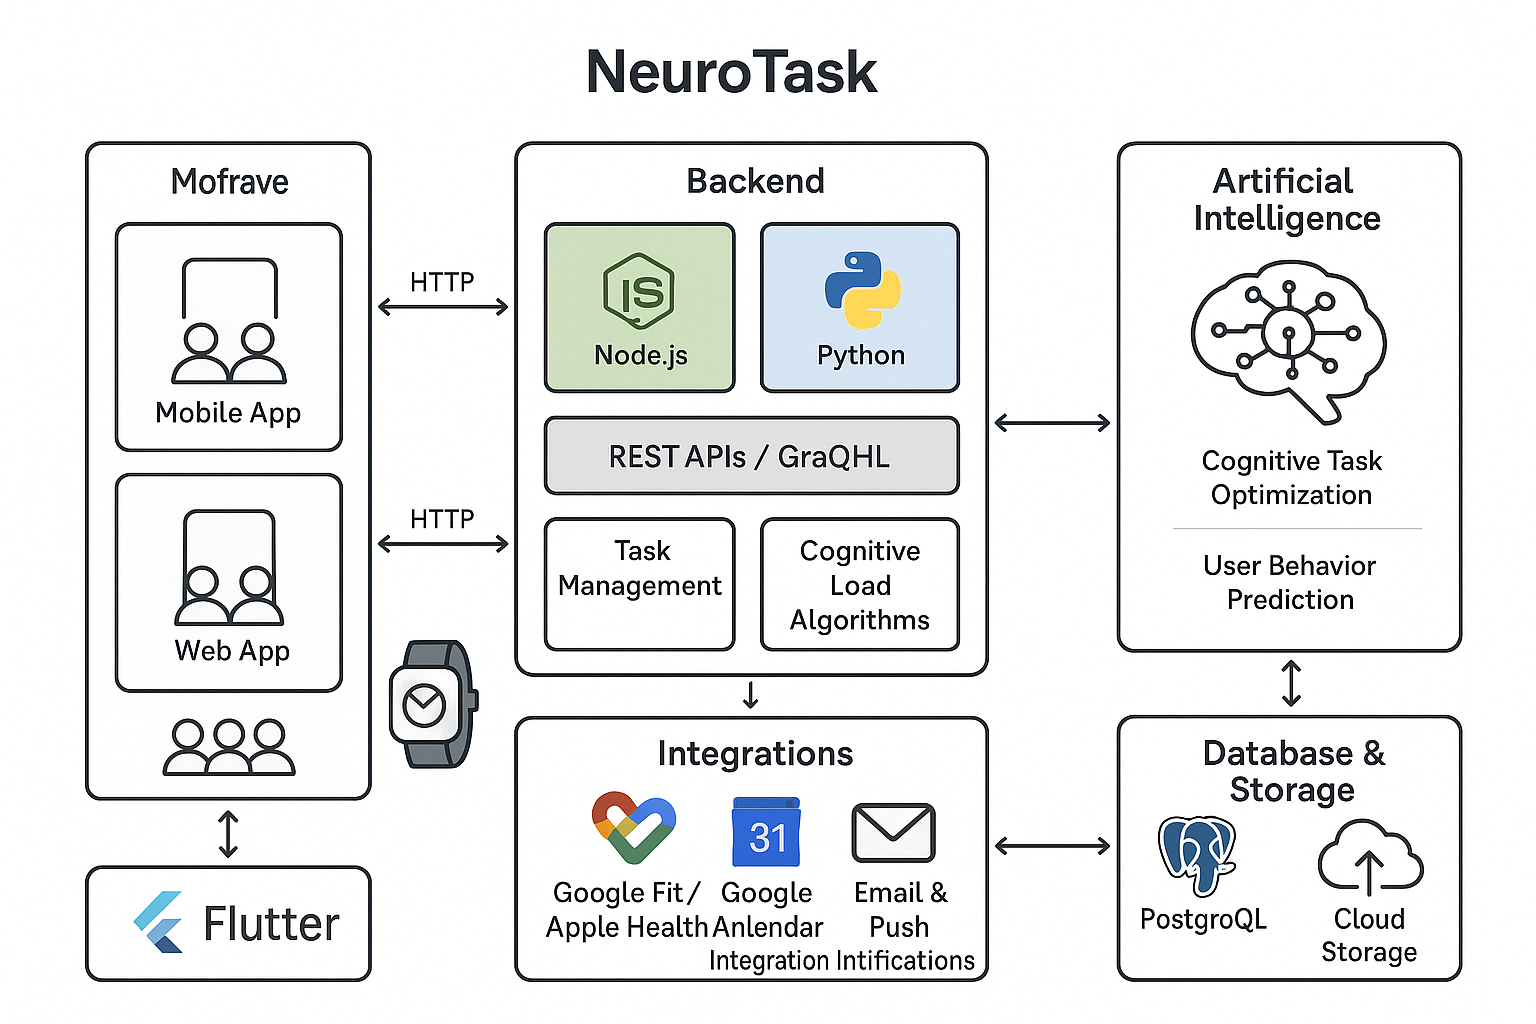 NeuroTask
Mofrave
Mobile App
Web App
Flutter
HTTP
HTTP
Backend
Node.js
Python
REST APIs / GraQHL
Task
Management
Cognitive
Load
Algorithms
Integrations
31
Google Fit /
Apple Health
Google
Anlendar
Integration
Email &
Push
Intifications
Artificial
Intelligence
Cognitive Task
Optimization
User Behavior
Prediction
Database &
Storage
PostgroQL
Cloud
Storage